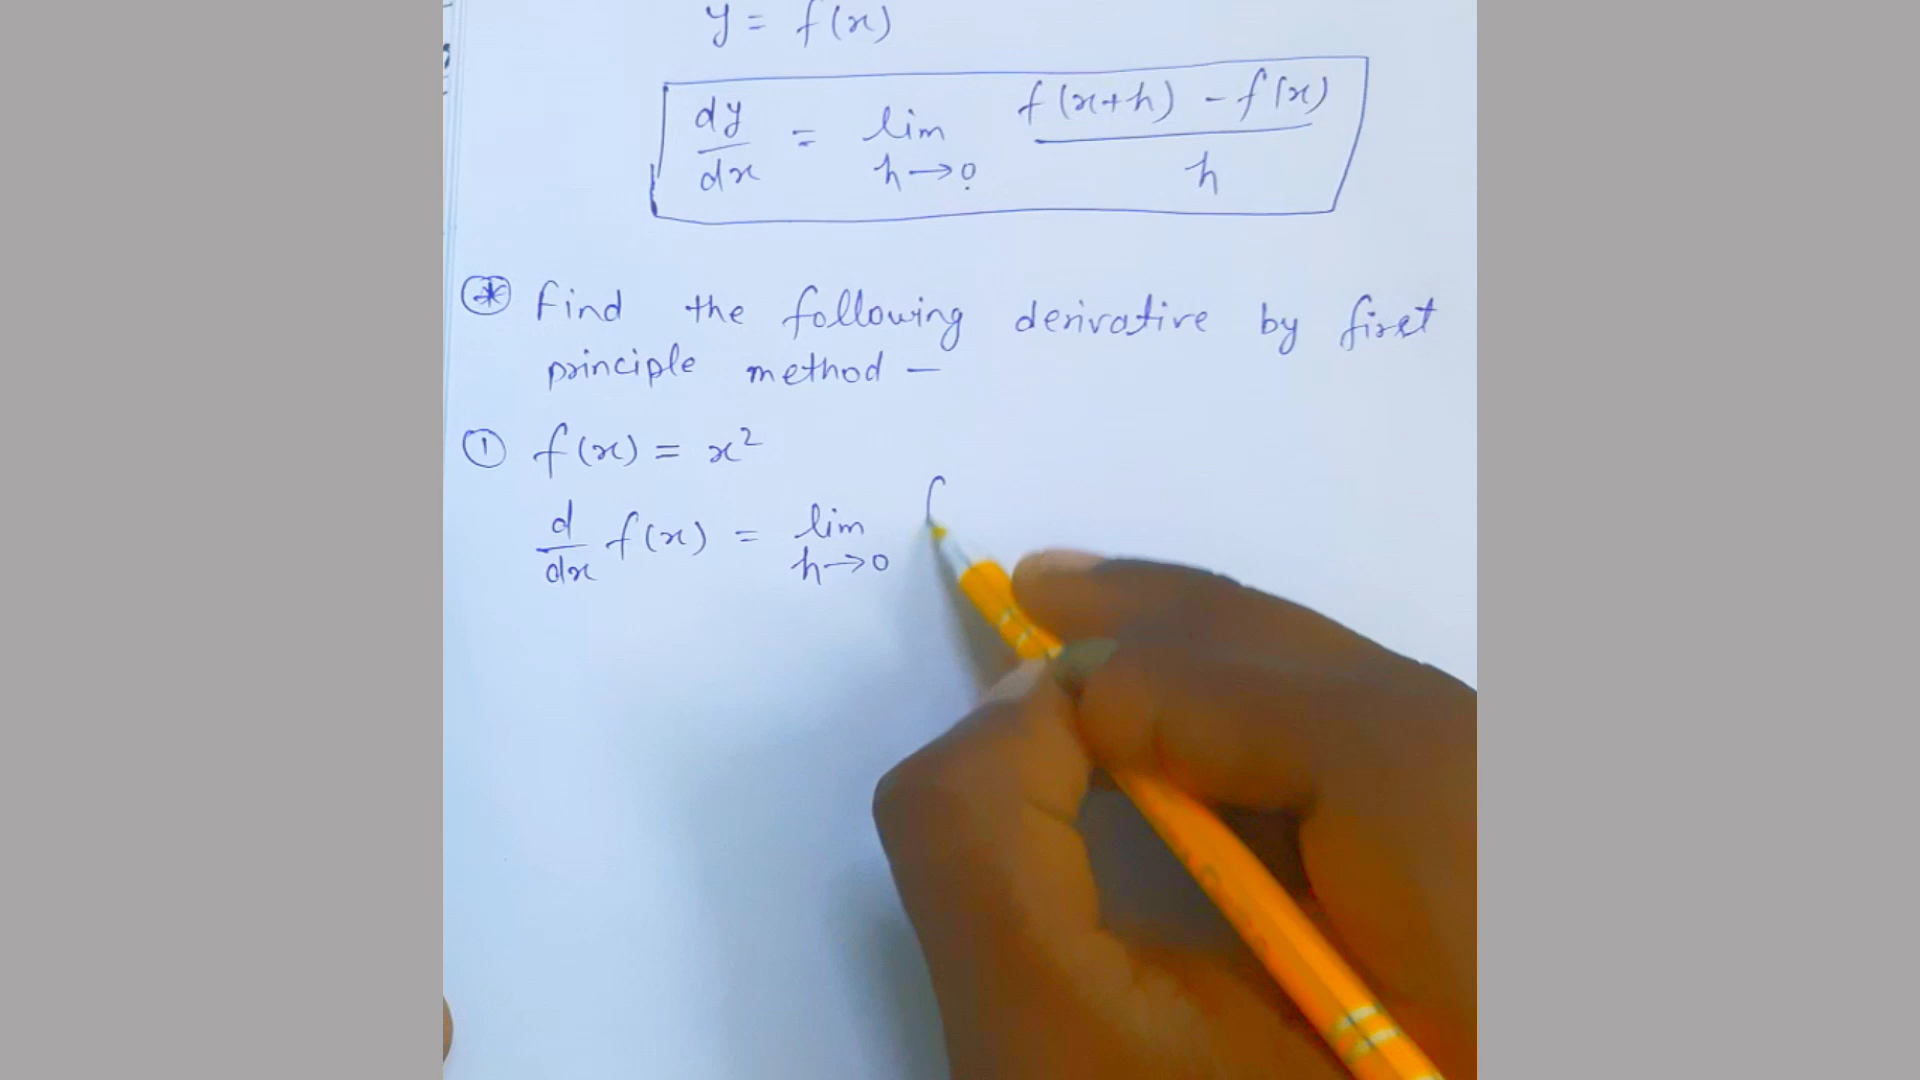 y = f(x)
dy/dx = lim h→0 f(x+h) - f(x) / h
* Find the following derivative by first
principle method —
① f(x) = x²
d/dx f(x) = lim h→0 f